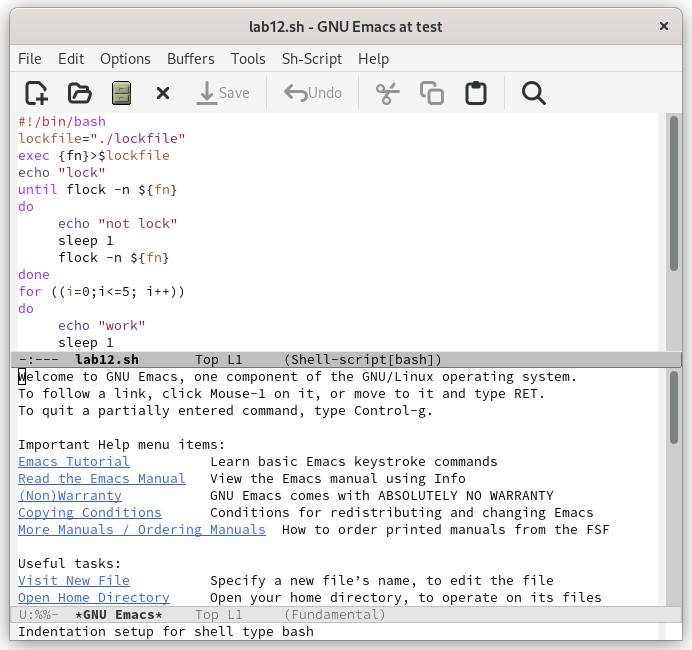 lab12.sh - GNU Emacs at test
File Edit Options Buffers Tools Sh-Script Help
Save Undo
#!/bin/bash
lockfile="./lockfile"
exec {fn}>$lockfile
echo "lock"
until flock -n ${fn}
do
     echo "not lock"
     sleep 1
     flock -n ${fn}
done
for ((i=0;i<=5; i++))
do
     echo "work"
     sleep 1
-:---  lab12.sh       Top L1     (Shell-script[bash])
Welcome to GNU Emacs, one component of the GNU/Linux operating system.
To follow a link, click Mouse-1 on it, or move to it and type RET.
To quit a partially entered command, type Control-g.
Important Help menu items:
Emacs Tutorial          Learn basic Emacs keystroke commands
Read the Emacs Manual   View the Emacs manual using Info
(Non)Warranty           GNU Emacs comes with ABSOLUTELY NO WARRANTY
Copying Conditions      Conditions for redistributing and changing Emacs
More Manuals / Ordering Manuals  How to order printed manuals from the FSF
Useful tasks:
Visit New File          Specify a new file’s name, to edit the file
Open Home Directory     Open your home directory, to operate on its files
U:%%-  *GNU Emacs*    Top L1     (Fundamental)
Indentation setup for shell type bash